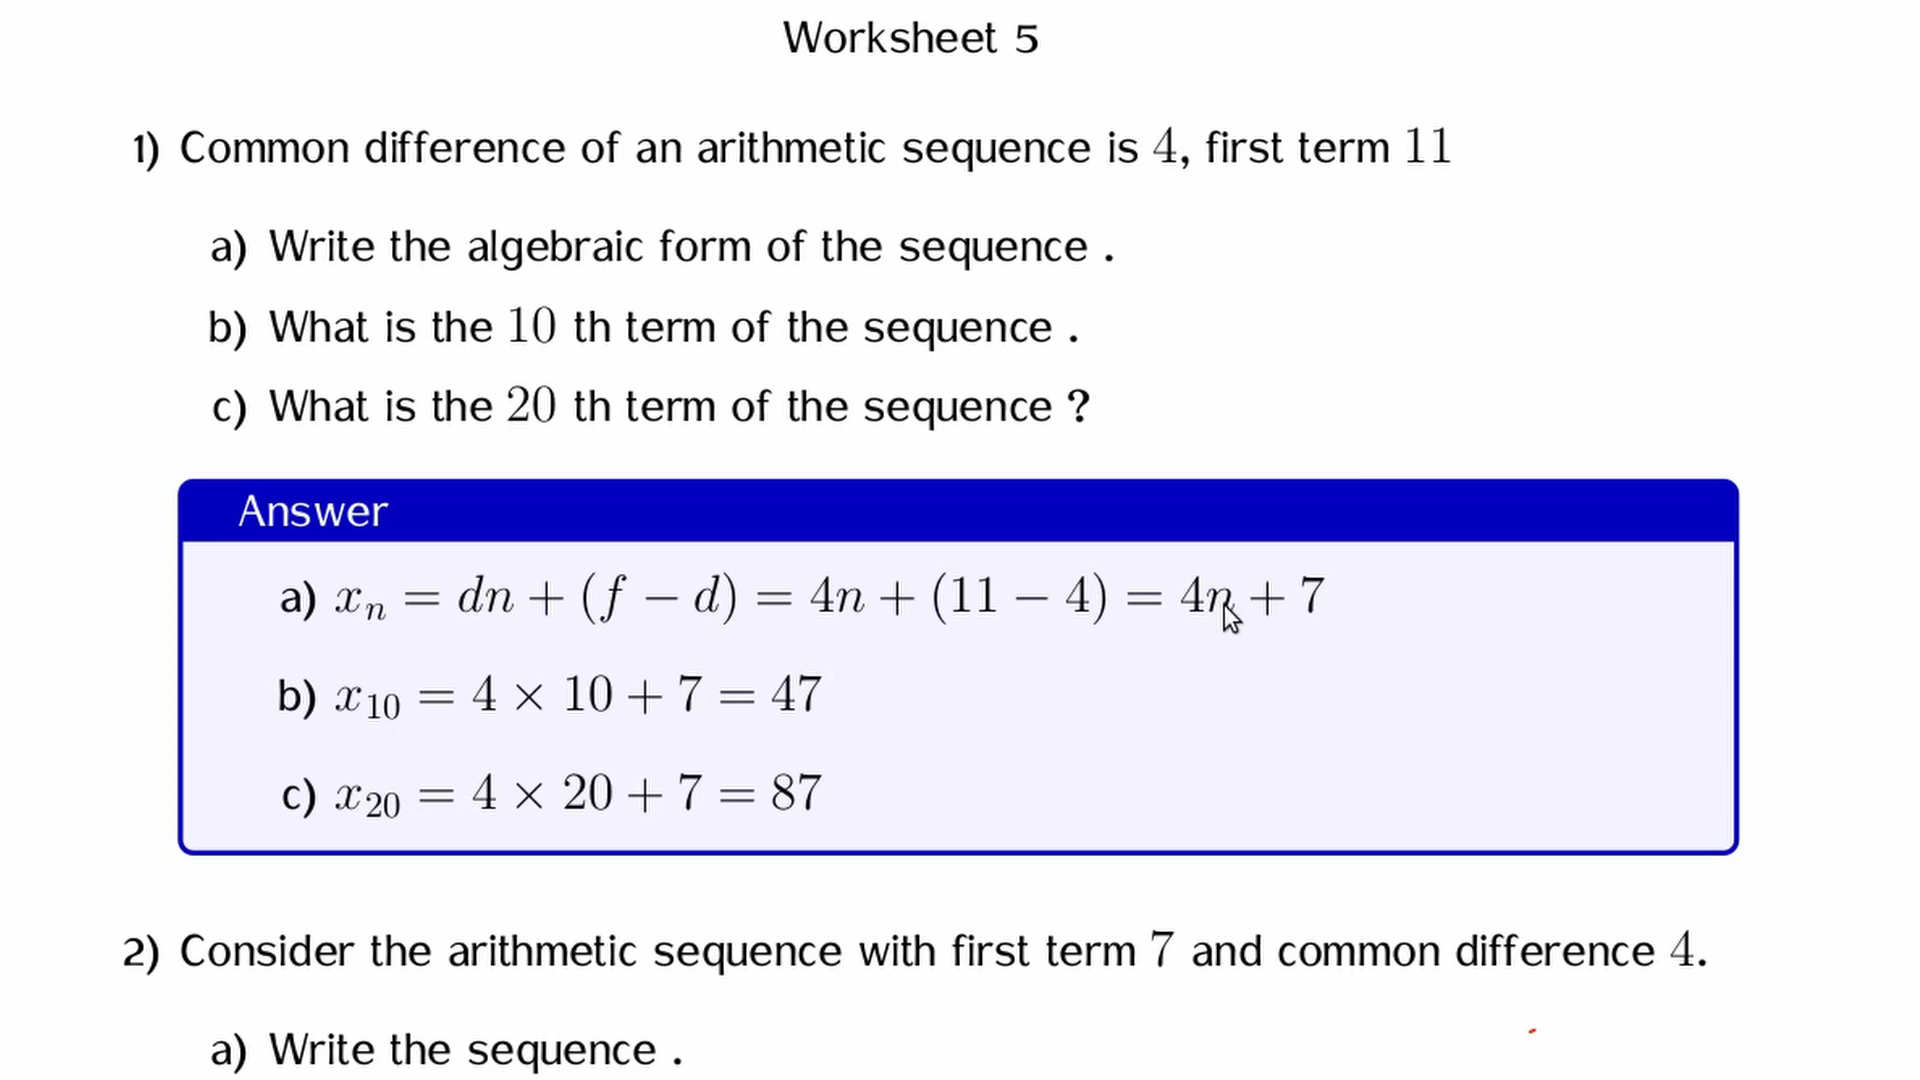 Worksheet 5
1) Common difference of an arithmetic sequence is 4, first term 11
a) Write the algebraic form of the sequence .
b) What is the 10 th term of the sequence .
c) What is the 20 th term of the sequence ?
Answer
a) xₙ = dn + (f − d) = 4n + (11 − 4) = 4n + 7
b) x₁₀ = 4 × 10 + 7 = 47
c) x₂₀ = 4 × 20 + 7 = 87
2) Consider the arithmetic sequence with first term 7 and common difference 4.
a) Write the sequence .